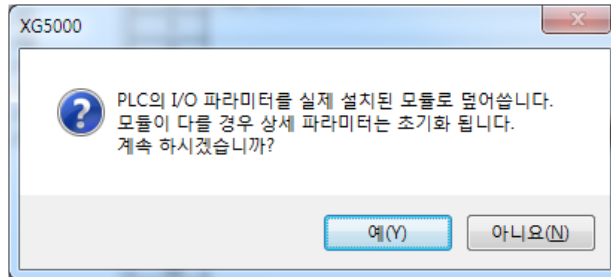 XG5000
PLC의 I/O 파라미터를 실제 설치된 모듈로 덮어씁니다.
모듈이 다를 경우 상세 파라미터는 초기화 됩니다.
계속 하시겠습니까?
예(Y)
아니요(N)